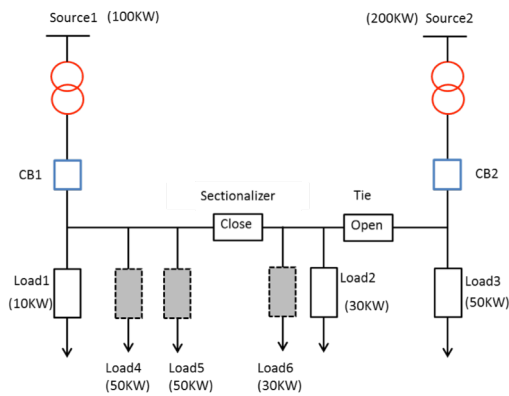 Source1 (100KW)
(200KW) Source2
CB1
CB2
Sectionalizer
Tie
Close
Open
Load1
(10KW)
Load2
(30KW)
Load3
(50KW)
Load4
(50KW)
Load5
(50KW)
Load6
(30KW)